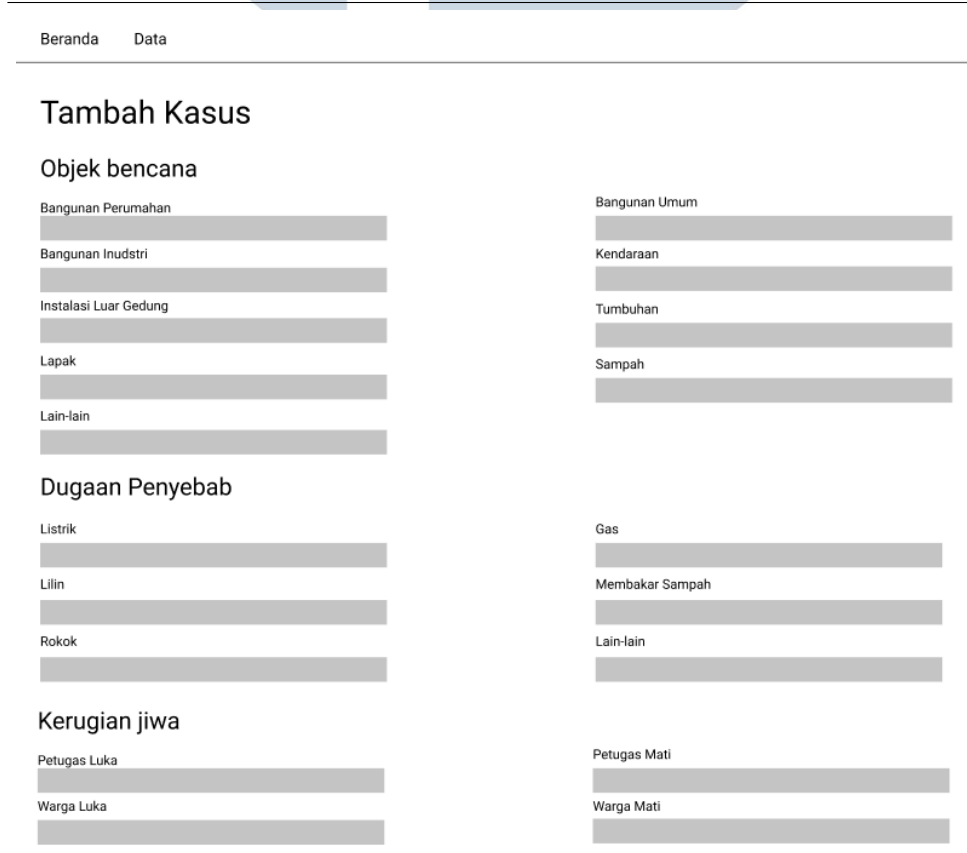 Beranda Data
Tambah Kasus
Objek bencana
Bangunan Perumahan
Bangunan Umum
Bangunan Inudstri
Kendaraan
Instalasi Luar Gedung
Tumbuhan
Lapak
Sampah
Lain-lain
Dugaan Penyebab
Listrik
Gas
Lilin
Membakar Sampah
Rokok
Lain-lain
Kerugian jiwa
Petugas Luka
Petugas Mati
Warga Luka
Warga Mati